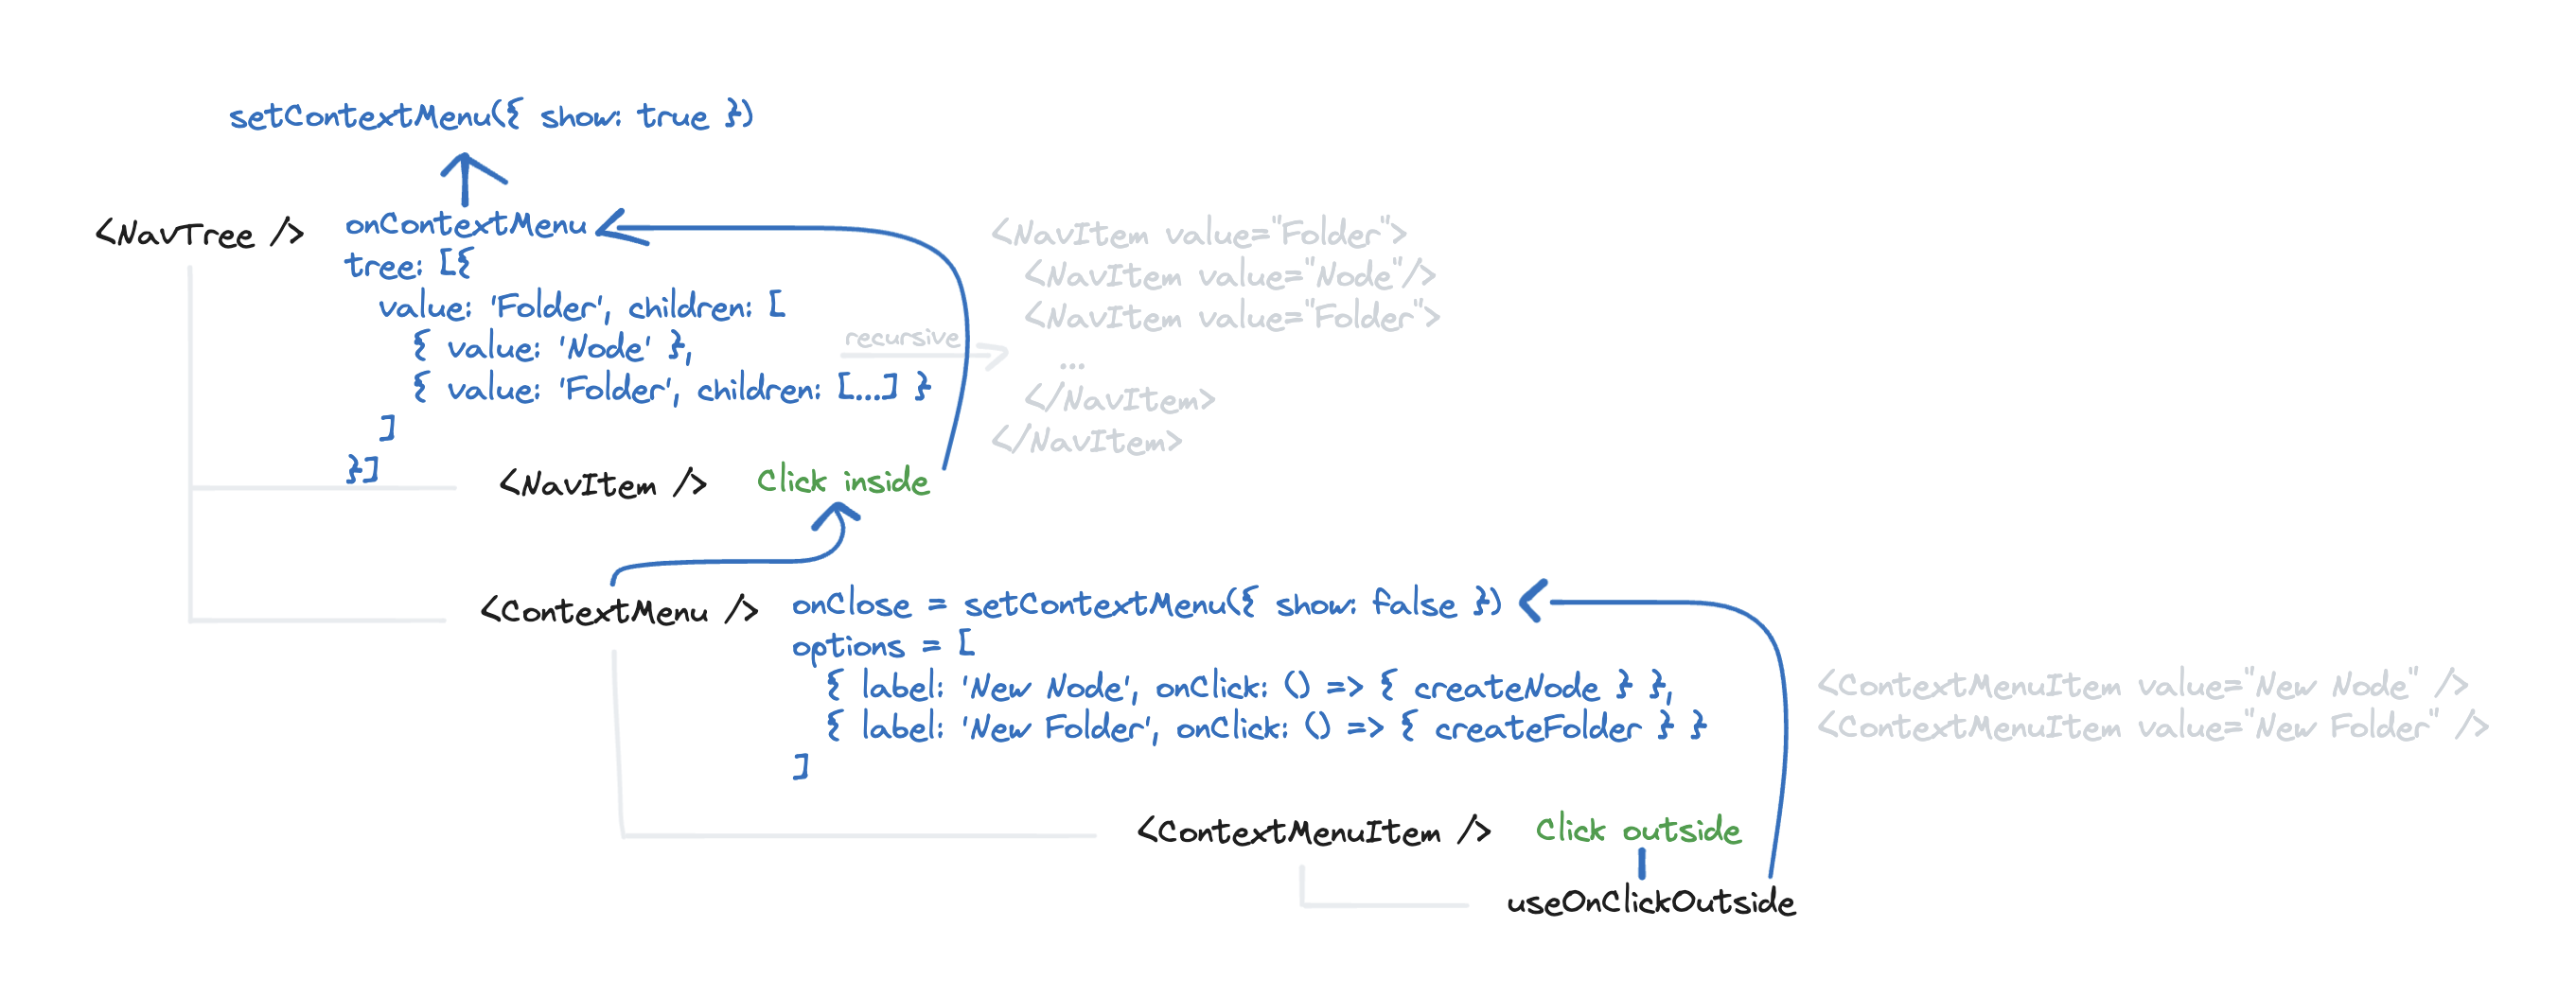 setContextMenu({ show: true })
<NavTree />
onContextMenu
tree: [{
value: 'Folder', children: [
{ value: 'Node' },
{ value: 'Folder', children: [....] }
]
}]
recursive
<NavItem value="Folder">
<NavItem value="Node"/>
<NavItem value="Folder">
...
</NavItem>
</NavItem>
<NavItem />
Click inside
<ContextMenu />
onClose = setContextMenu({ show: false })
options = [
{ label: 'New Node', onClick: () => { createNode } },
{ label: 'New Folder', onClick: () => { createFolder } }
]
<ContextMenuItem value="New Node" />
<ContextMenuItem value="New Folder" />
<ContextMenuItem />
Click outside
useOnClickOutside